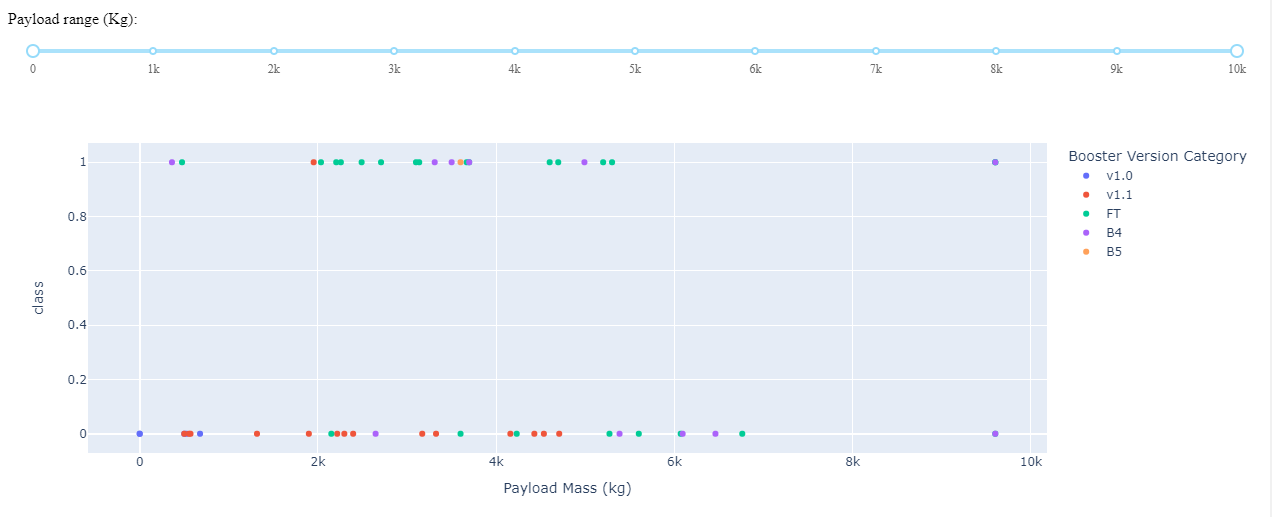 Payload range (Kg):
0 1k 2k 3k 4k 5k 6k 7k 8k 9k 10k
Booster Version Category
v1.0
v1.1
FT
B4
B5
1
0.8
0.6
0.4
0.2
0
class
0 2k 4k 6k 8k 10k
Payload Mass (kg)